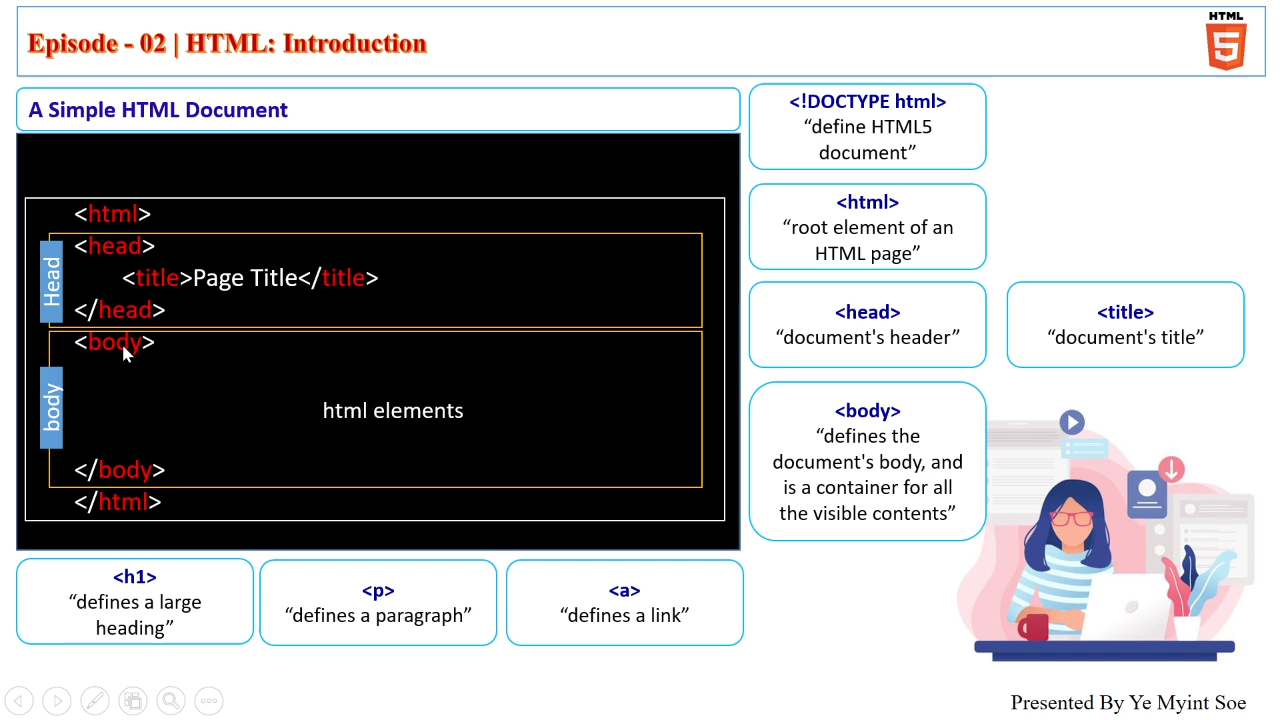 HTML
5
Episode - 02 | HTML: Introduction
A Simple HTML Document
<html>
<head>
<title>Page Title</title>
</head>
<body>
html elements
</body>
</html>
Head
body
<!DOCTYPE html>
“define HTML5
document”
<html>
“root element of an
HTML page”
<head>
“document's header”
<title>
“document's title”
<body>
“defines the
document's body, and
is a container for all
the visible contents”
<h1>
“defines a large
heading”
<p>
“defines a paragraph”
<a>
“defines a link”
Presented By Ye Myint Soe